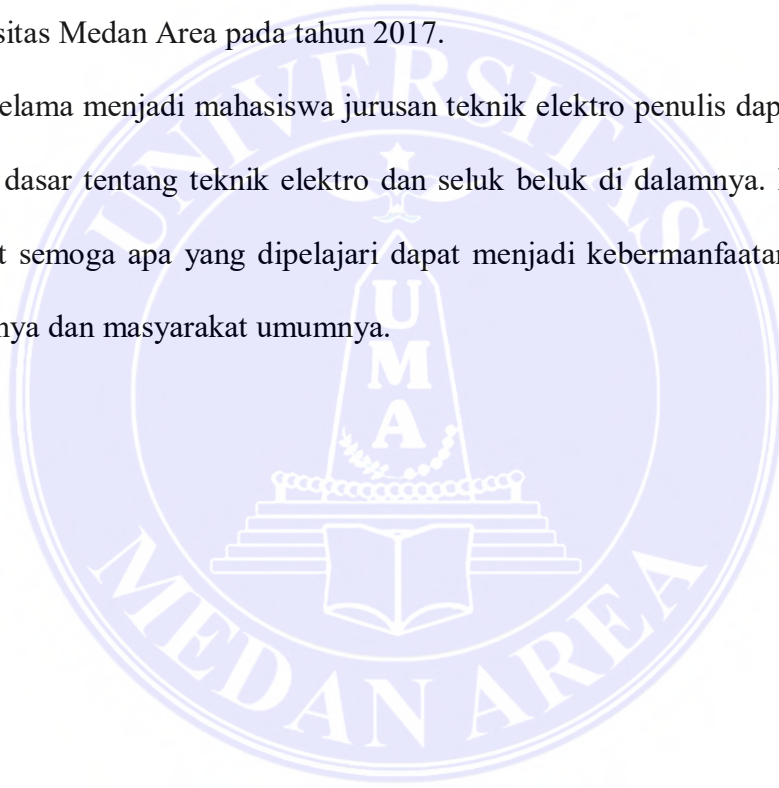 sitas Medan Area pada tahun 2017.
elama menjadi mahasiswa jurusan teknik elektro penulis dap
dasar tentang teknik elektro dan seluk beluk di dalamnya.
t semoga apa yang dipelajari dapat menjadi kebermanfaatan
nya dan masyarakat umumnya.
UNIVERSITAS
U
M
A
MEDAN AREA